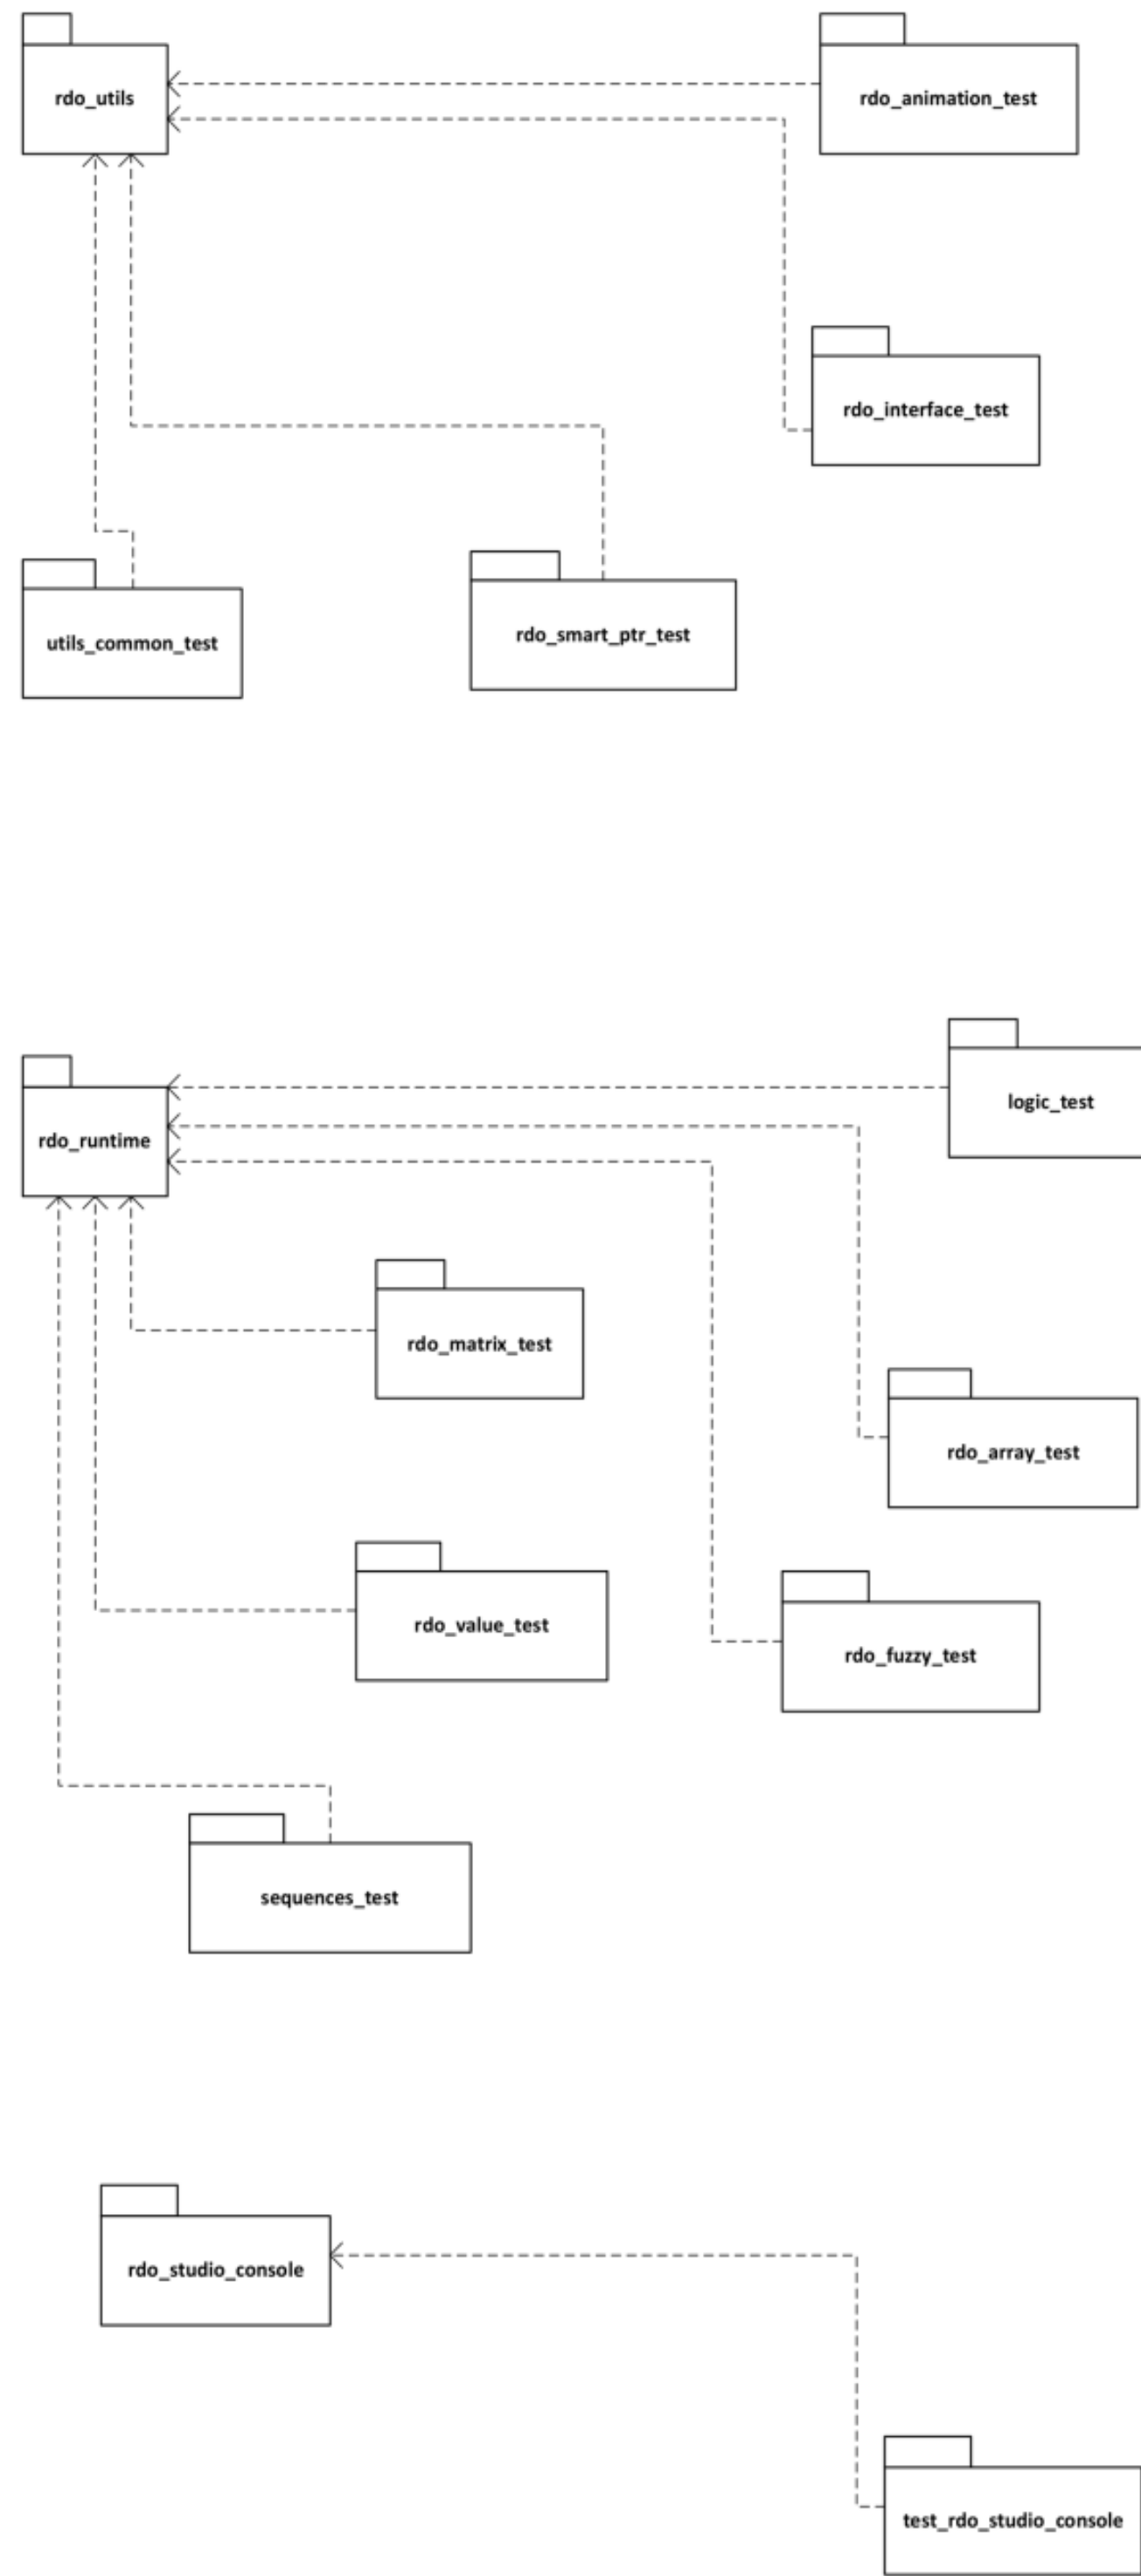 rdo_utils
rdo_animation_test
rdo_interface_test
utils_common_test
rdo_smart_ptr_test
rdo_runtime
logic_test
rdo_matrix_test
rdo_array_test
rdo_value_test
rdo_fuzzy_test
sequences_test
rdo_studio_console
test_rdo_studio_console